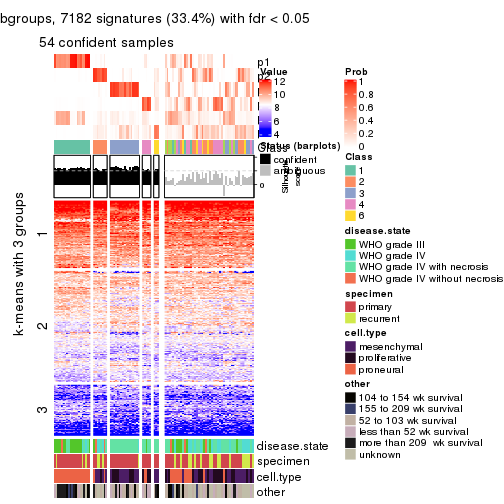 bgroups, 7182 signatures (33.4%) with fdr < 0.05
54 confident samples
p1
p2
Value
12
10
8
6
4
Prob
1
0.8
0.6
0.4
0.2
0
Class
Status (barplots)
confident
ambiguous
0
Silhouette
score
Class
1
2
3
4
6
disease.state
WHO grade III
WHO grade IV
WHO grade IV with necrosis
WHO grade IV without necrosis
specimen
primary
recurrent
cell.type
mesenchymal
proliferative
proneural
other
104 to 154 wk survival
155 to 209 wk survival
52 to 103 wk survival
less than 52 wk survival
more than 209  wk survival
unknown
k-means with 3 groups
1
2
3
disease.state
specimen
cell.type
other